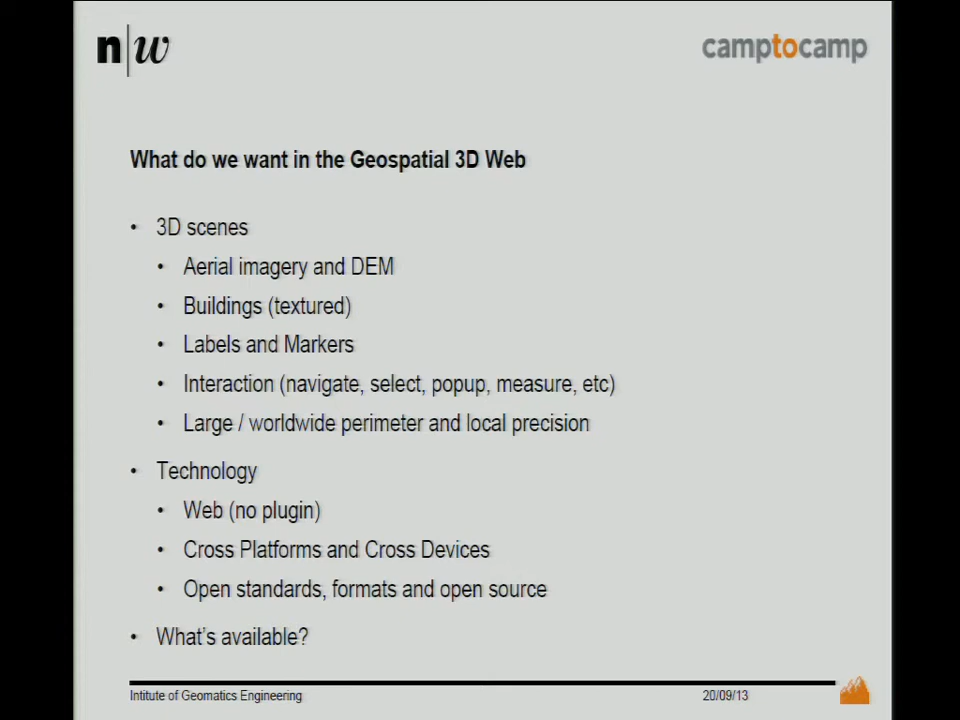 n|w
camptocamp
What do we want in the Geospatial 3D Web
• 3D scenes
• Aerial imagery and DEM
• Buildings (textured)
• Labels and Markers
• Interaction (navigate, select, popup, measure, etc)
• Large / worldwide perimeter and local precision
• Technology
• Web (no plugin)
• Cross Platforms and Cross Devices
• Open standards, formats and open source
• What's available?
Intitute of Geomatics Engineering
20/09/13